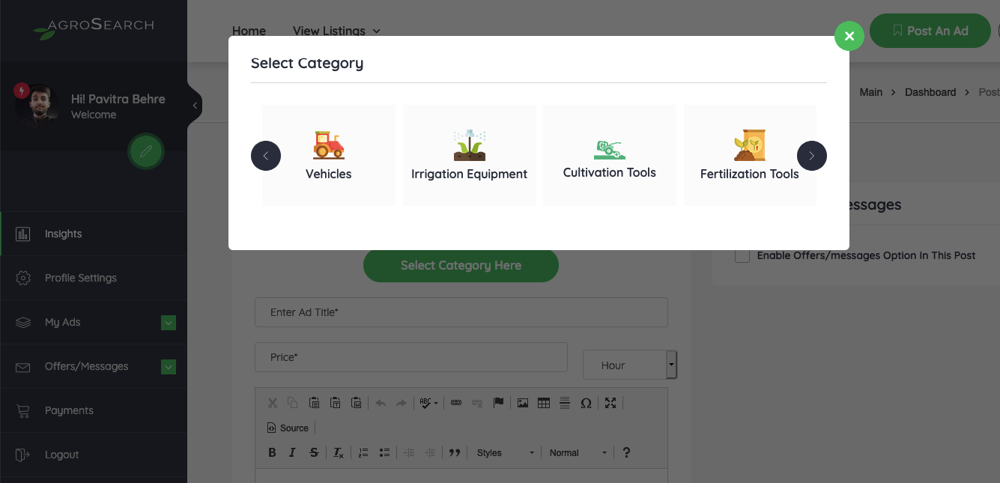 AGROSEARCH
Home
View Listings
Post An Ad
Select Category
Hi! Pavitra Behre
Welcome
Main
Dashboard
Post
Vehicles
Irrigation Equipment
Cultivation Tools
Fertilization Tools
essages
Insights
Profile Settings
My Ads
Offers/Messages
Payments
Logout
Select Category Here
Enable Offers/messages Option In This Post
Enter Ad Title*
Price*
Hour
ABC
Ω
Source
B I S Tx
Styles
Normal
?